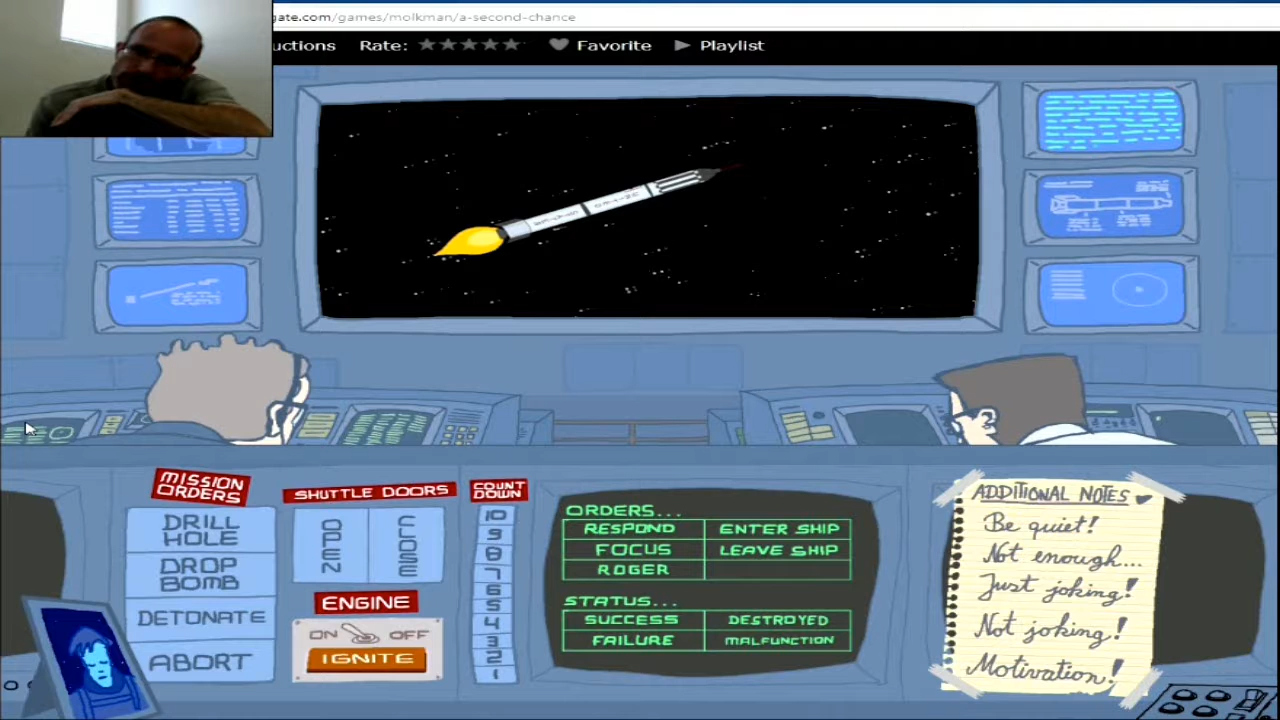 gate.com/games/molkman/a-second-chance
uctions Rate: Favorite Playlist
MISSION
ORDERS
DRILL
HOLE
DROP
BOMB
DETONATE
ABORT
SHUTTLE DOORS
OPEN
CLOSE
ENGINE
ON OFF
IGNITE
COUNT
DOWN
10
9
8
7
6
5
4
3
2
1
ORDERS...
RESPOND ENTER SHIP
FOCUS LEAVE SHIP
ROGER
STATUS...
SUCCESS DESTROYED
FAILURE MALFUNCTION
ADDITIONAL NOTES
Be quiet!
Not enough...
Just joking!
Not joking!
Motivation!